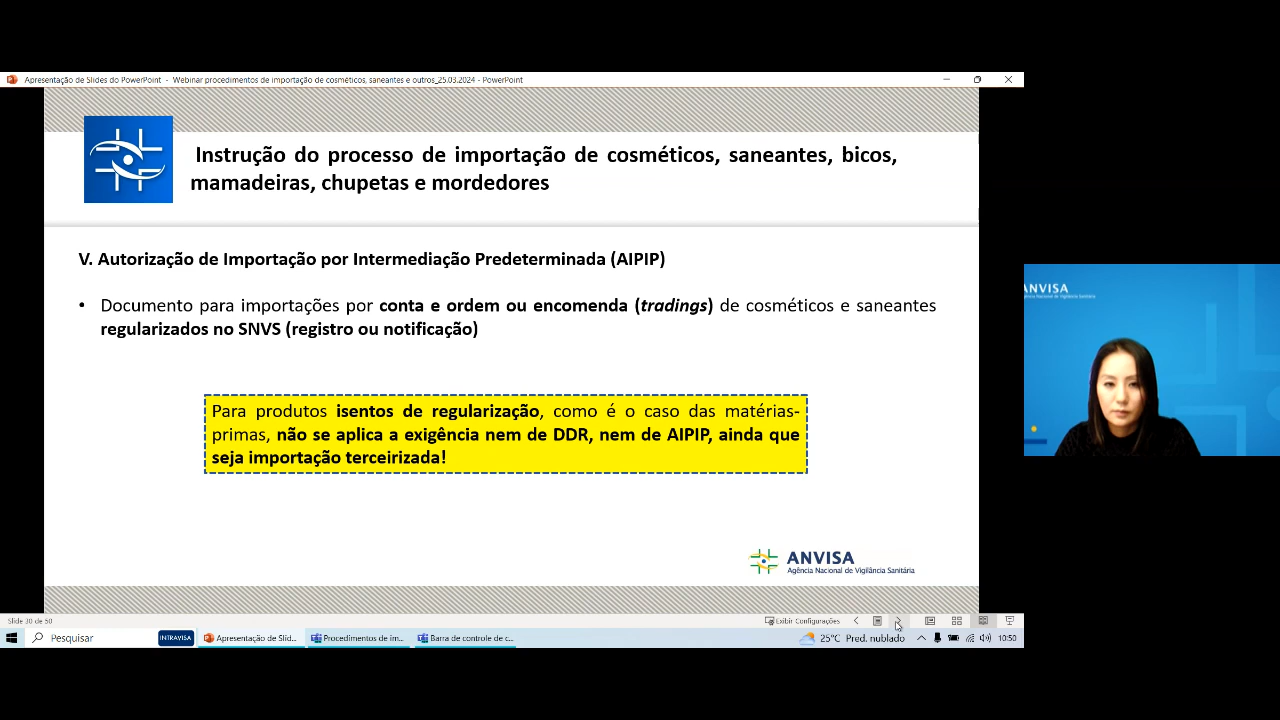 Apresentação de Slides do PowerPoint - Webinar procedimentos de importação de cosméticos, saneantes e outros_25.03.2024 - PowerPoint
Instrução do processo de importação de cosméticos, saneantes, bicos,
mamadeiras, chupetas e mordedores
V. Autorização de Importação por Intermediação Predeterminada (AIPIP)
• Documento para importações por conta e ordem ou encomenda (tradings) de cosméticos e saneantes
regularizados no SNVS (registro ou notificação)
Para produtos isentos de regularização, como é o caso das matérias-
primas, não se aplica a exigência nem de DDR, nem de AIPIP, ainda que
seja importação terceirizada!
ANVISA
Agência Nacional de Vigilância Sanitária
ANVISA
Agência Nacional de Vigilância Sanitária
Slide 30 de 50
Exibir Configurações
Pesquisar
INTRAVISA
Apresentação de Slid...
Procedimentos de im...
Barra de controle de c...
25°C Pred. nublado
10:50